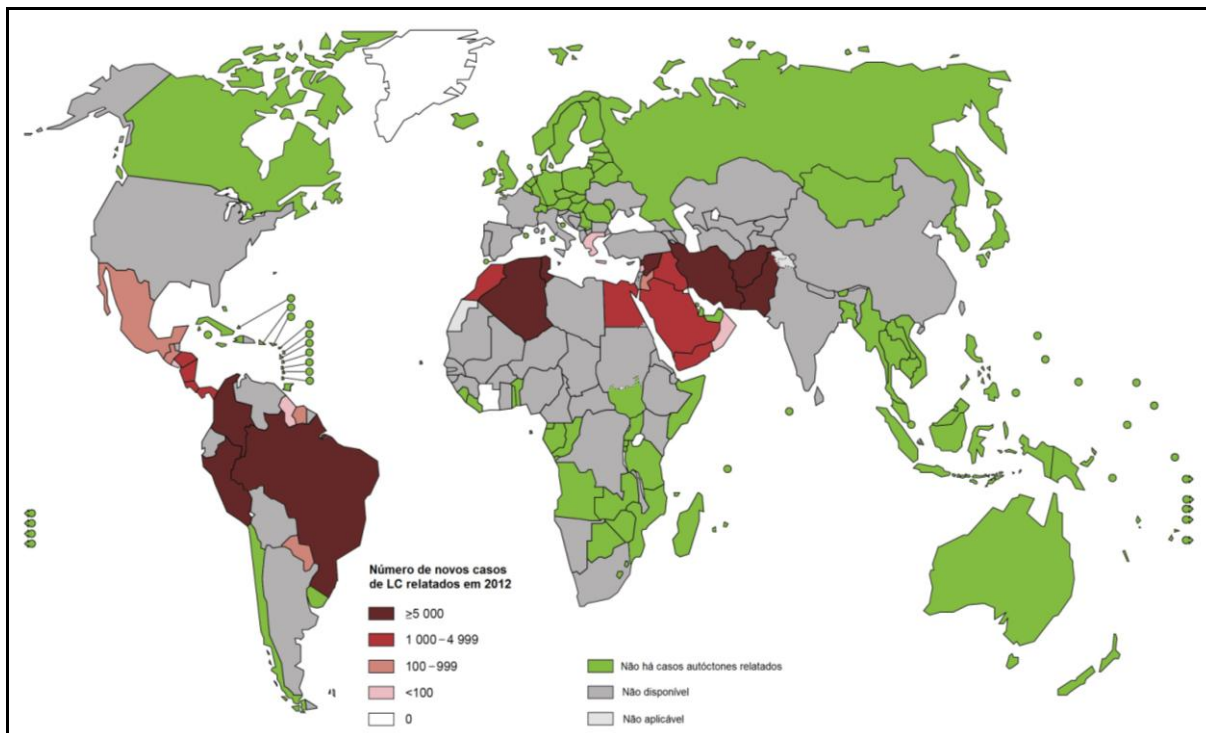 Número de novos casos
de LC relatados em 2012
≥5 000
1 000–4 999
100–999
<100
0
Não há casos autóctones relatados
Não disponível
Não aplicável